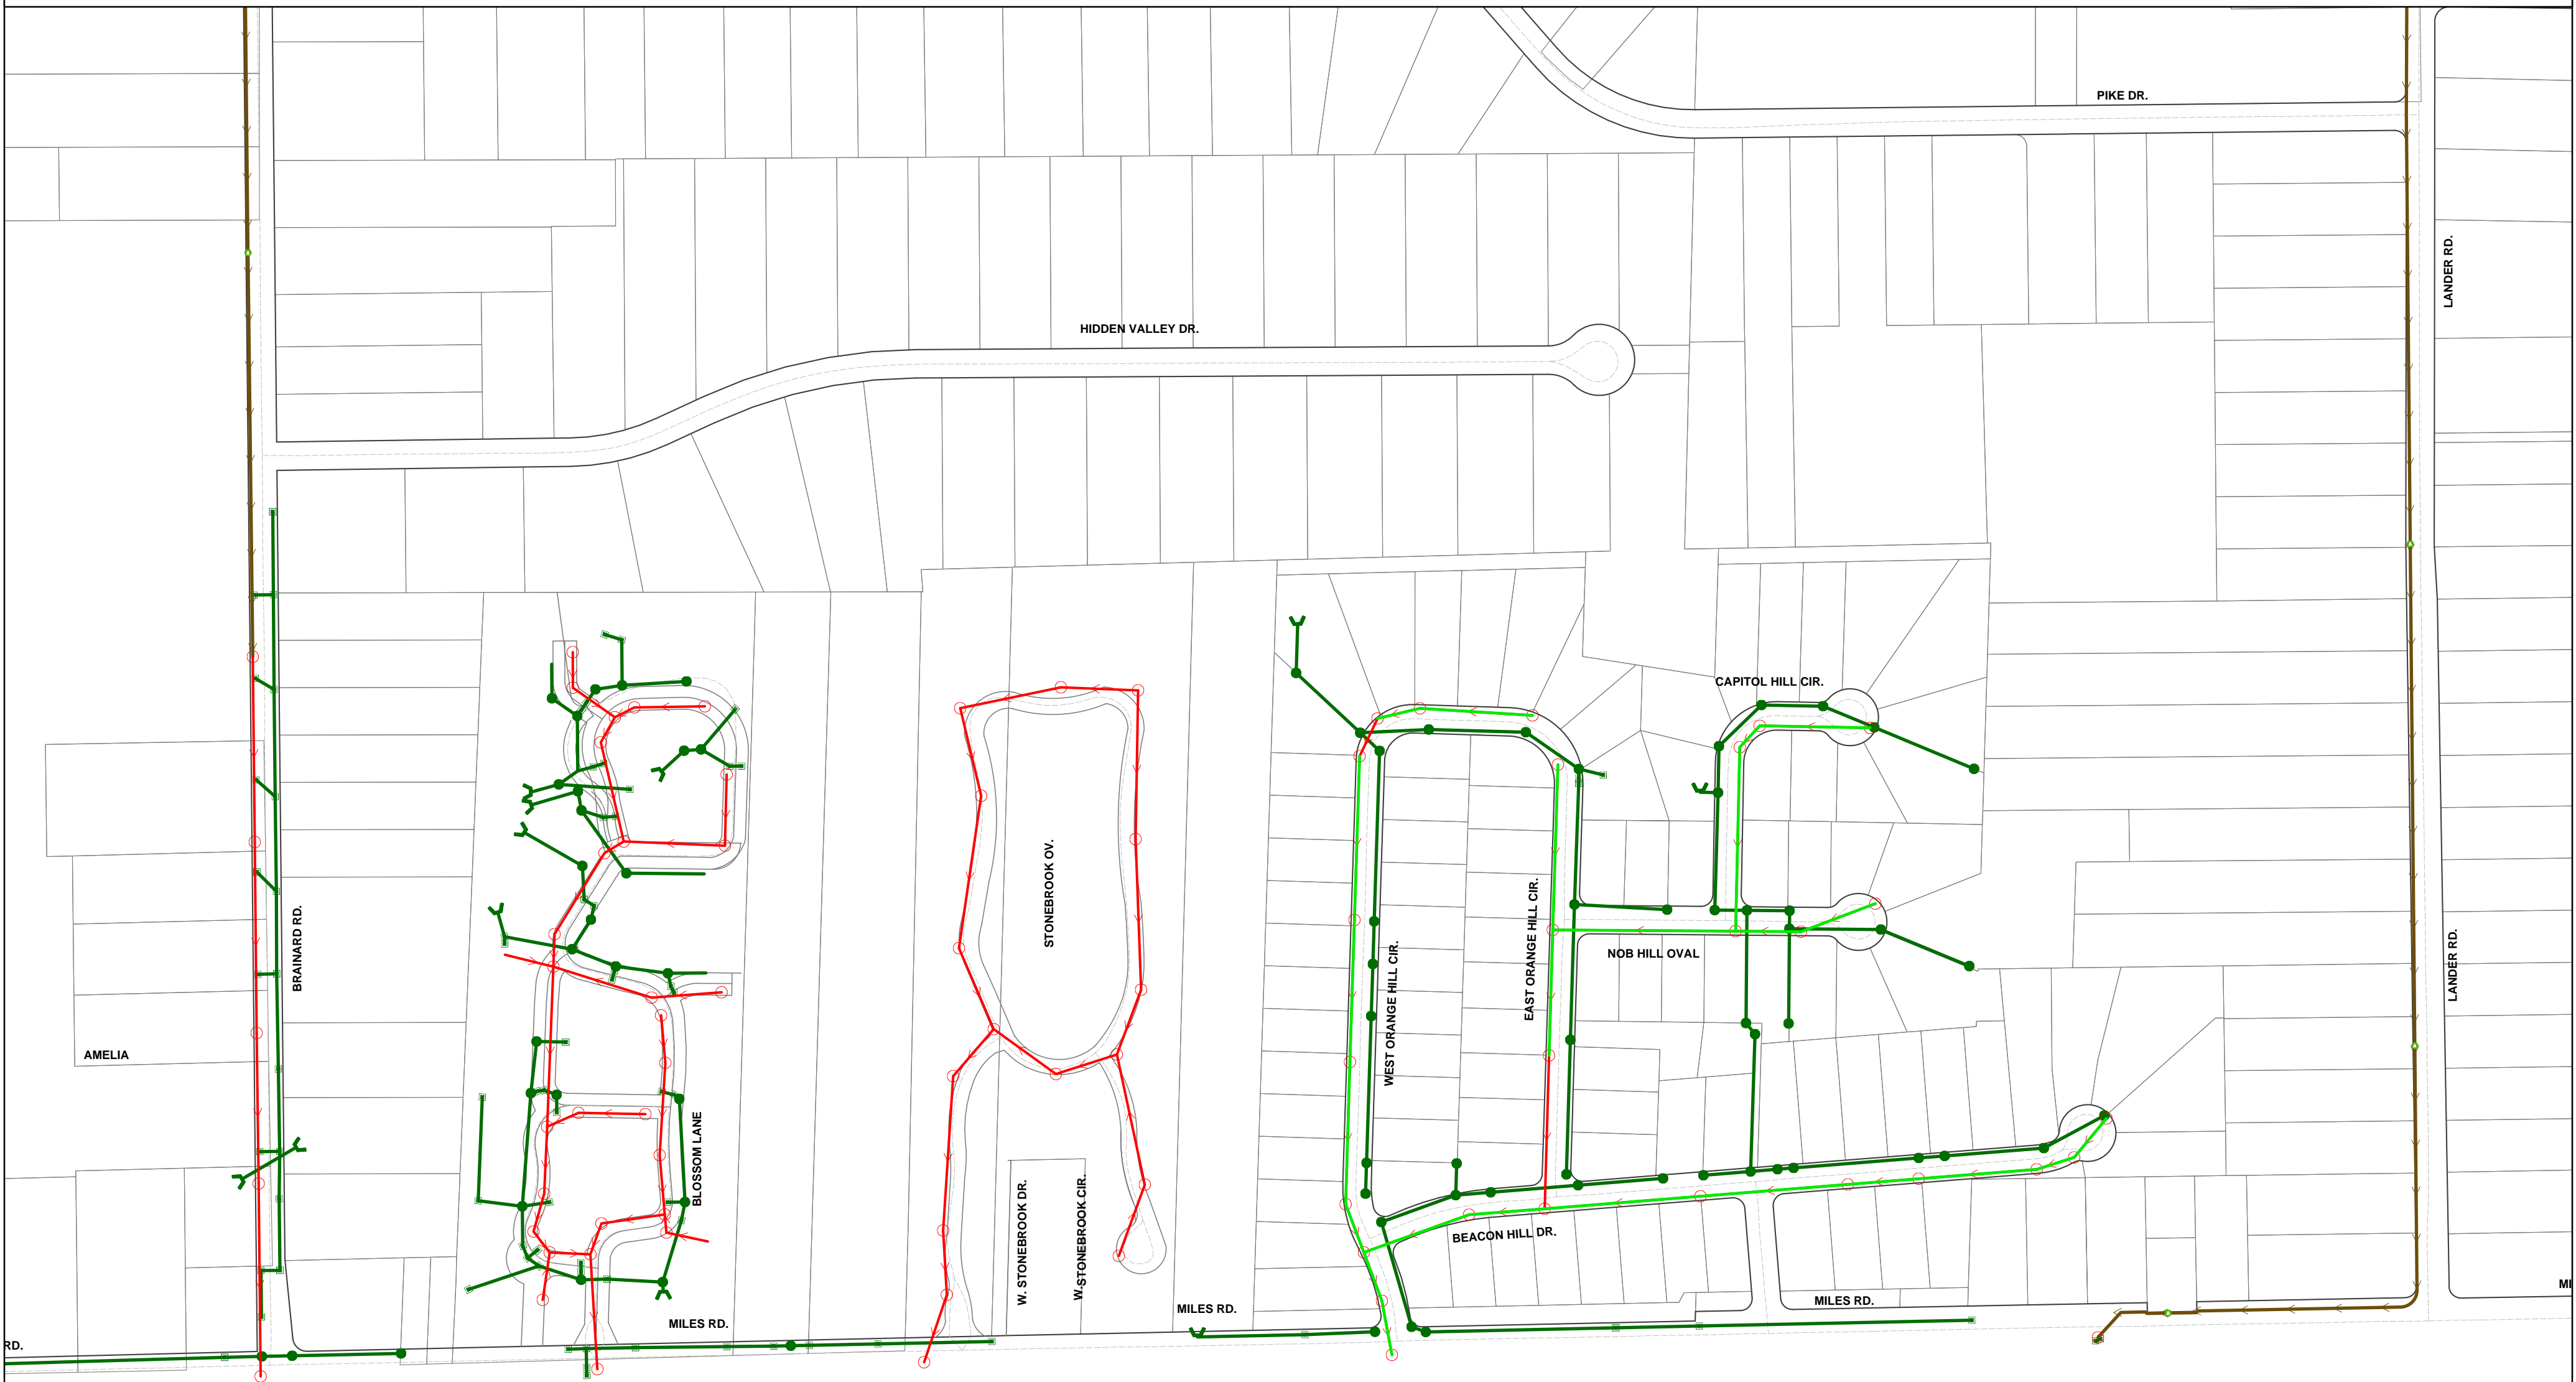 PIKE DR.
LANDER RD.
HIDDEN VALLEY DR.
CAPITOL HILL CIR.
STONEBROOK OV.
EAST ORANGE HILL CIR.
BRAINARD RD.
NOB HILL OVAL
LANDER RD.
WEST ORANGE HILL CIR.
AMELIA
BLOSSOM LANE
W. STONEBROOK DR.
W.STONEBROOK CIR.
BEACON HILL DR.
MILES RD.
MILES RD.
MILES RD.
RD.
MI